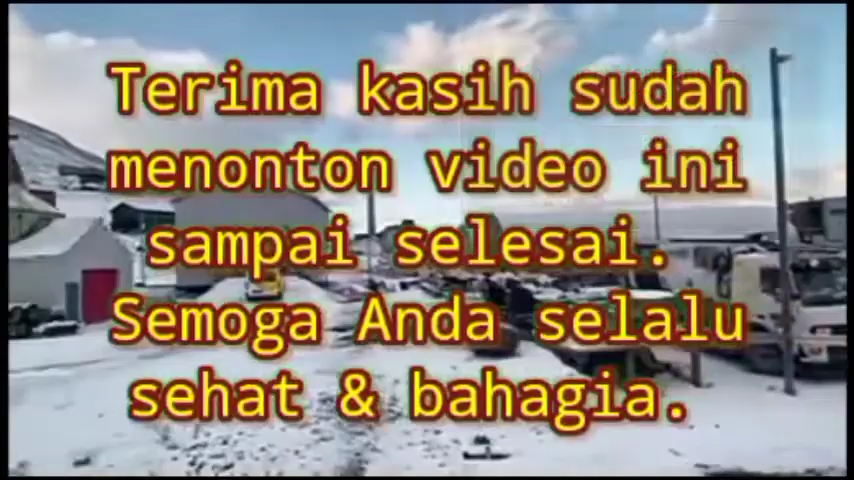 Terima kasih sudah
menonton video ini
sampai selesai.
Semoga Anda selalu
sehat & bahagia.